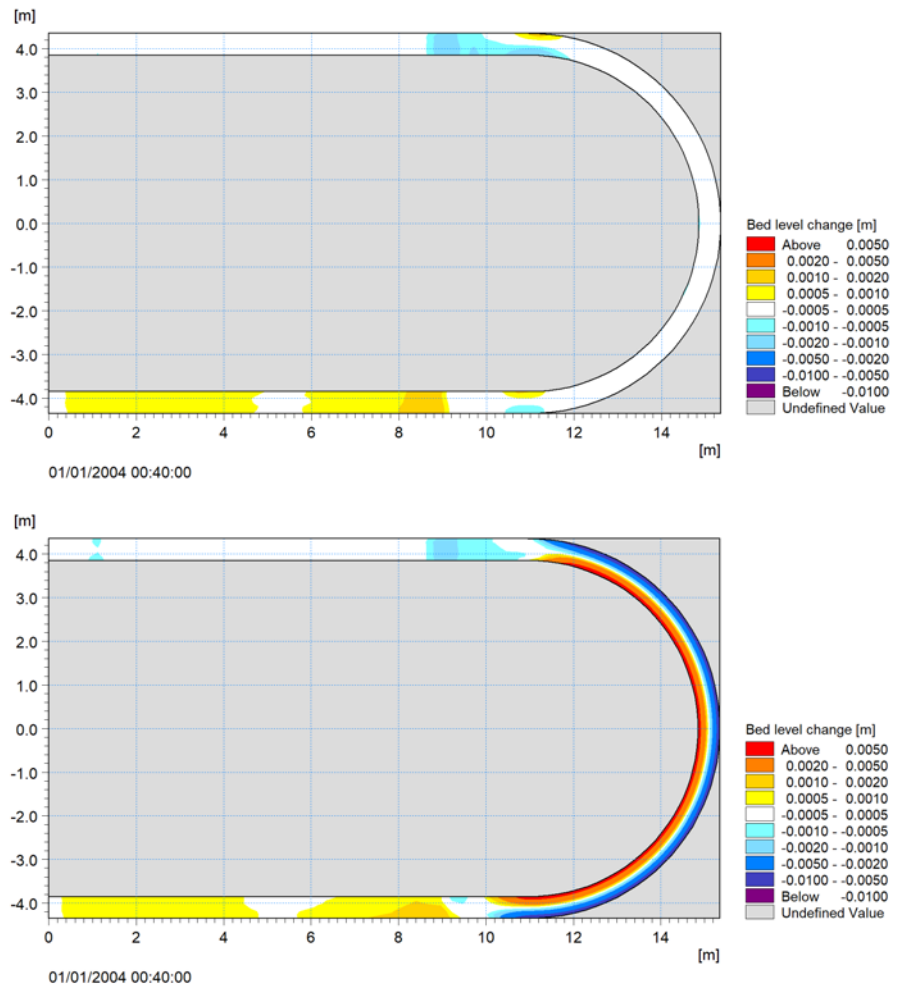 [m]
4.0
3.0
2.0
1.0
0.0
-1.0
-2.0
-3.0
-4.0
0 2 4 6 8 10 12 14
[m]
01/01/2004 00:40:00
Bed level change [m]
Above 0.0050
0.0020 - 0.0050
0.0010 - 0.0020
0.0005 - 0.0010
-0.0005 - 0.0005
-0.0010 - -0.0005
-0.0020 - -0.0010
-0.0050 - -0.0020
-0.0100 - -0.0050
Below -0.0100
Undefined Value
[m]
4.0
3.0
2.0
1.0
0.0
-1.0
-2.0
-3.0
-4.0
0 2 4 6 8 10 12 14
[m]
01/01/2004 00:40:00
Bed level change [m]
Above 0.0050
0.0020 - 0.0050
0.0010 - 0.0020
0.0005 - 0.0010
-0.0005 - 0.0005
-0.0010 - -0.0005
-0.0020 - -0.0010
-0.0050 - -0.0020
-0.0100 - -0.0050
Below -0.0100
Undefined Value